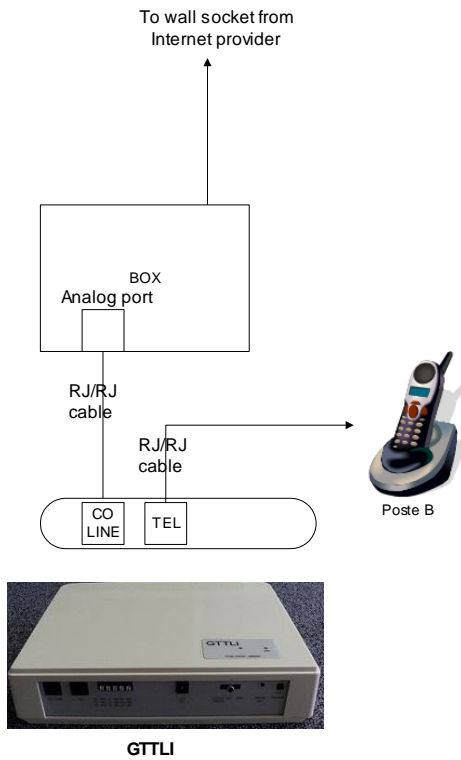 To wall socket from
Internet provider
BOX
Analog port
RJ/RJ
cable
RJ/RJ
cable
CO
LINE
TEL
Poste B
GTTLI
GTTLI